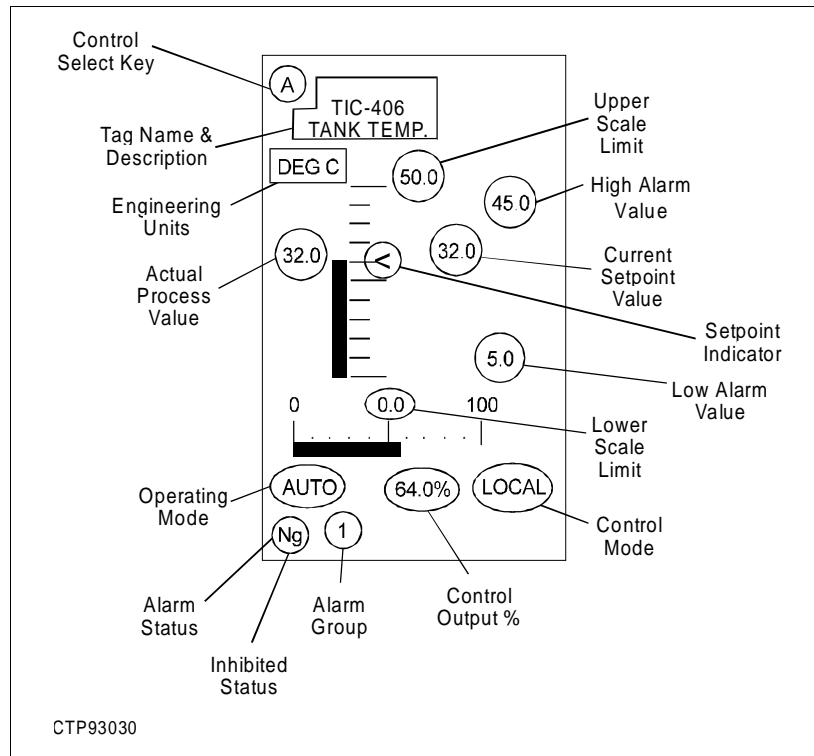 Control
Select Key
A
TIC-406
TANK TEMP.
Tag Name &
Description
Upper
Scale
Limit
DEG C
50.0
Engineering
Units
45.0
High Alarm
Value
32.0
Actual
Process
Value
<
32.0
Current
Setpoint
Value
Setpoint
Indicator
5.0
Low Alarm
Value
0
0.0
100
Lower
Scale
Limit
Operating
Mode
AUTO
64.0%
LOCAL
Control
Mode
Ng
1
Alarm
Status
Alarm
Group
Control
Output %
Inhibited
Status
CTP93030